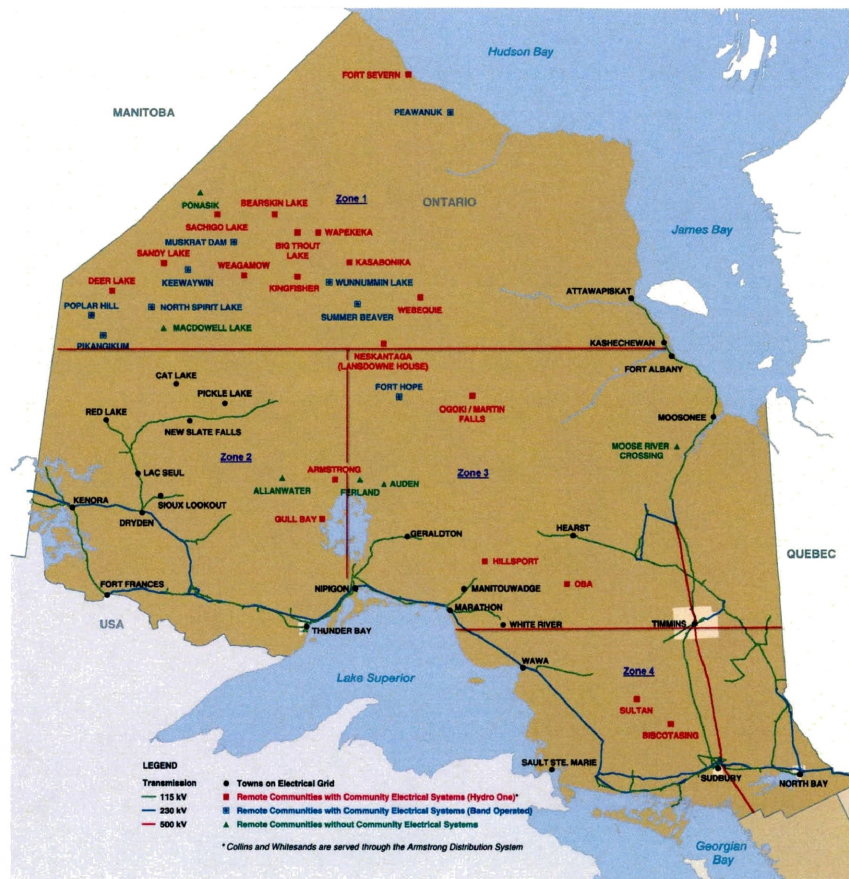 Hudson Bay
FORT SEVERN
MANITOBA
PEAWANUK
PONASIK
Zone 1
BEARSKIN LAKE
ONTARIO
SACHIGO LAKE
James Bay
MUSKRAT DAM
WAPEKEKA
BIG TROUT
LAKE
SANDY LAKE
KASABONIKA
WEAGAMOW
KEEWAYWIN
KINGFISHER
WUNNUMMIN LAKE
DEER LAKE
ATTAWAPISKAT
POPLAR HILL
NORTH SPIRIT LAKE
SUMMER BEAVER
WEBEQUIE
MACDOWELL LAKE
PIKANGIKUM
KASHECHEWAN
NESKANTAGA
(LANSDOWNE HOUSE)
FORT ALBANY
CAT LAKE
FORT HOPE
PICKLE LAKE
OGOKI / MARTIN
FALLS
RED LAKE
MOOSONEE
NEW SLATE FALLS
MOOSE RIVER
CROSSING
Zone 2
Zone 3
LAC SEUL
ARMSTRONG
ALLANWATER
FERLAND
AUDEN
KENORA
SIOUX LOOKOUT
DRYDEN
GULL BAY
GERALDTON
HEARST
QUEBEC
HILLSPORT
FORT FRANCES
NIPIGON
MANITOUWADGE
OBA
MARATHON
USA
THUNDER BAY
WHITE RIVER
TIMMINS
WAWA
Lake Superior
Zone 4
SULTAN
BISCOTASING
SAULT STE. MARIE
SUDBURY
NORTH BAY
LEGEND
Transmission
115 kV
230 kV
500 kV
Towns on Electrical Grid
Remote Communities with Community Electrical Systems (Hydro One)*
Remote Communities with Community Electrical Systems (Band Operated)
Remote Communities without Community Electrical Systems
* Collins and Whitesands are served through the Armstrong Distribution System
Georgian
Bay